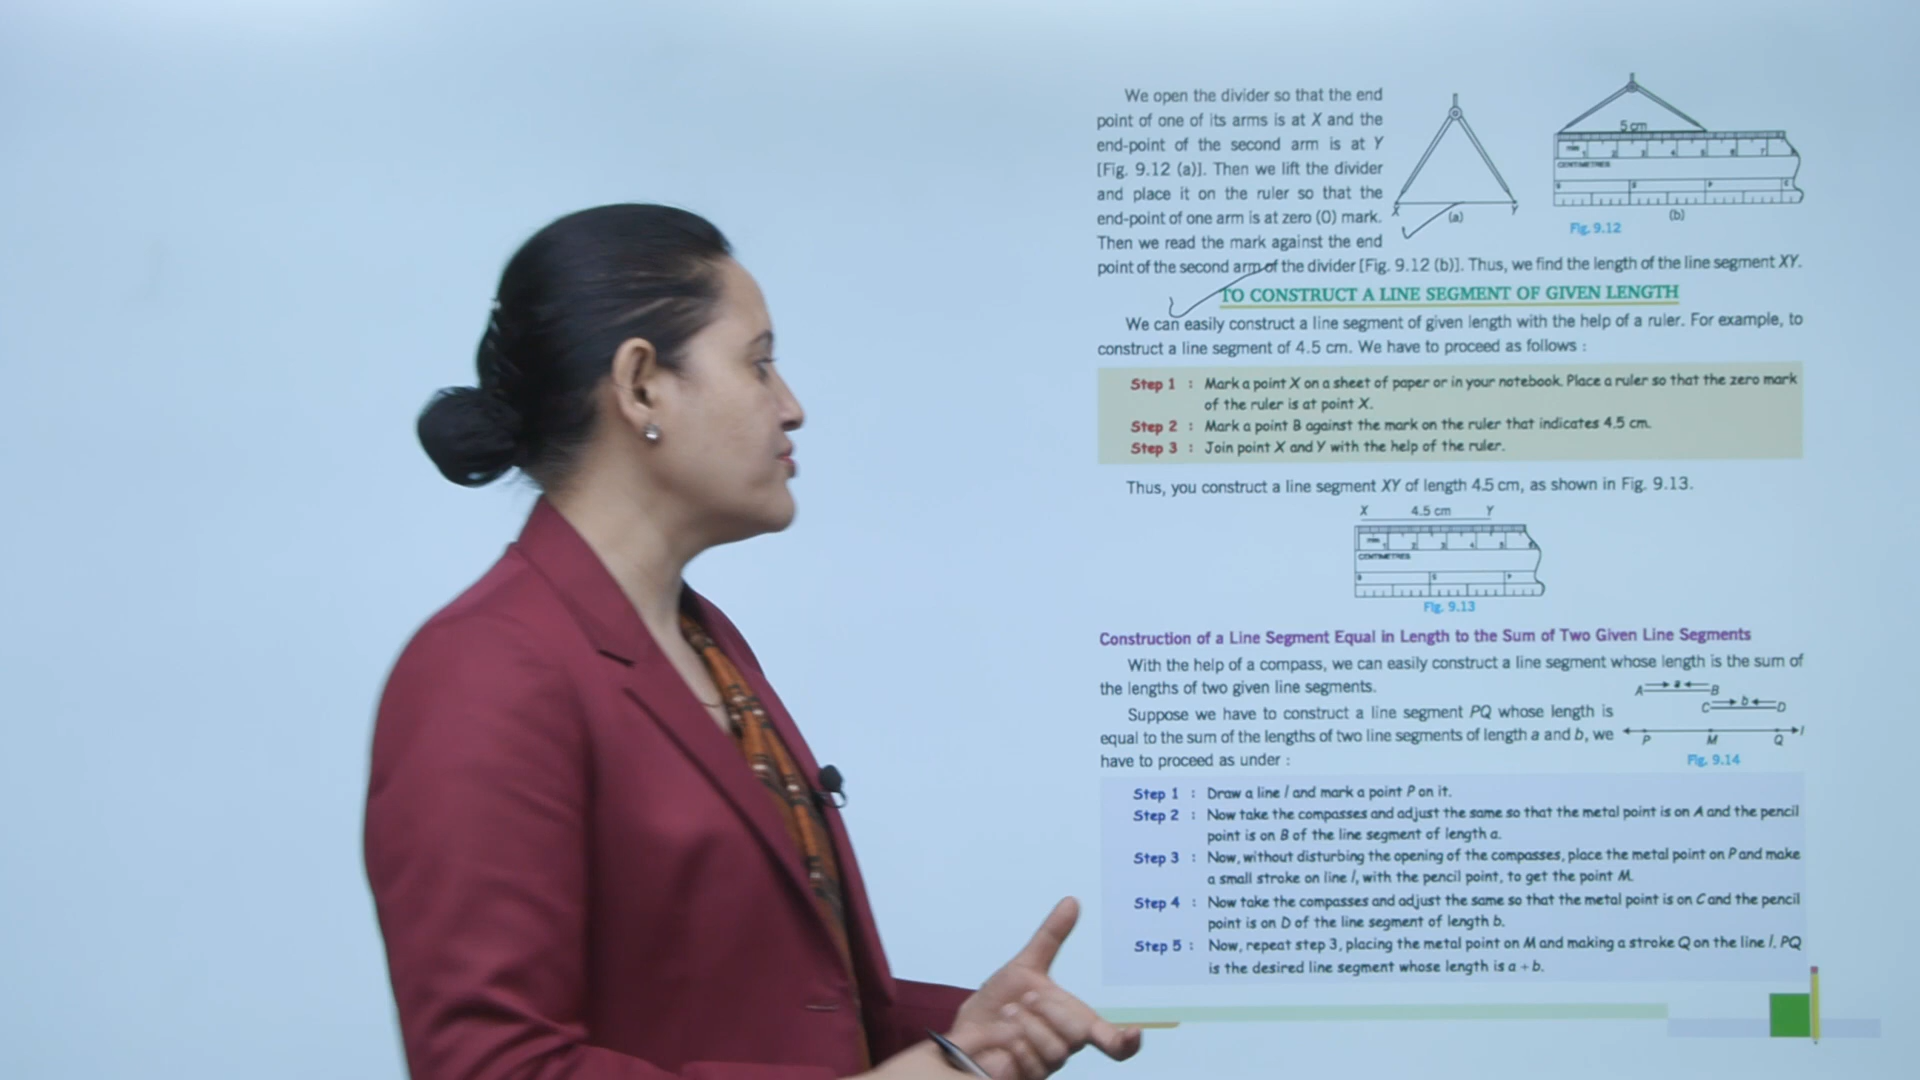 We open the divider so that the end
point of one of its arms is at X and the
end-point of the second arm is at Y
[Fig. 9.12 (a)]. Then we lift the divider
and place it on the ruler so that the
end-point of one arm is at zero (0) mark.
Then we read the mark against the end
point of the second arm of the divider [Fig. 9.12 (b)]. Thus, we find the length of the line segment XY.
X Y
(a)
5 cm
1 2 3 4 5 6 7
CENTIMETRES
(b)
Fig. 9.12
TO CONSTRUCT A LINE SEGMENT OF GIVEN LENGTH
We can easily construct a line segment of given length with the help of a ruler. For example, to
construct a line segment of 4.5 cm. We have to proceed as follows :
Step 1 : Mark a point X on a sheet of paper or in your notebook. Place a ruler so that the zero mark
of the ruler is at point X.
Step 2 : Mark a point B against the mark on the ruler that indicates 4.5 cm.
Step 3 : Join point X and Y with the help of the ruler.
Thus, you construct a line segment XY of length 4.5 cm, as shown in Fig. 9.13.
X 4.5 cm Y
1 2 3 4 5
CENTIMETRES
Fig. 9.13
Construction of a Line Segment Equal in Length to the Sum of Two Given Line Segments
With the help of a compass, we can easily construct a line segment whose length is the sum of
the lengths of two given line segments.
A a B
C b D
Suppose we have to construct a line segment PQ whose length is
equal to the sum of the lengths of two line segments of length a and b, we
have to proceed as under :
P M Q l
Fig. 9.14
Step 1 : Draw a line l and mark a point P on it.
Step 2 : Now take the compasses and adjust the same so that the metal point is on A and the pencil
point is on B of the line segment of length a.
Step 3 : Now, without disturbing the opening of the compasses, place the metal point on P and make
a small stroke on line l, with the pencil point, to get the point M.
Step 4 : Now take the compasses and adjust the same so that the metal point is on C and the pencil
point is on D of the line segment of length b.
Step 5 : Now, repeat step 3, placing the metal point on M and making a stroke Q on the line l. PQ
is the desired line segment whose length is a + b.